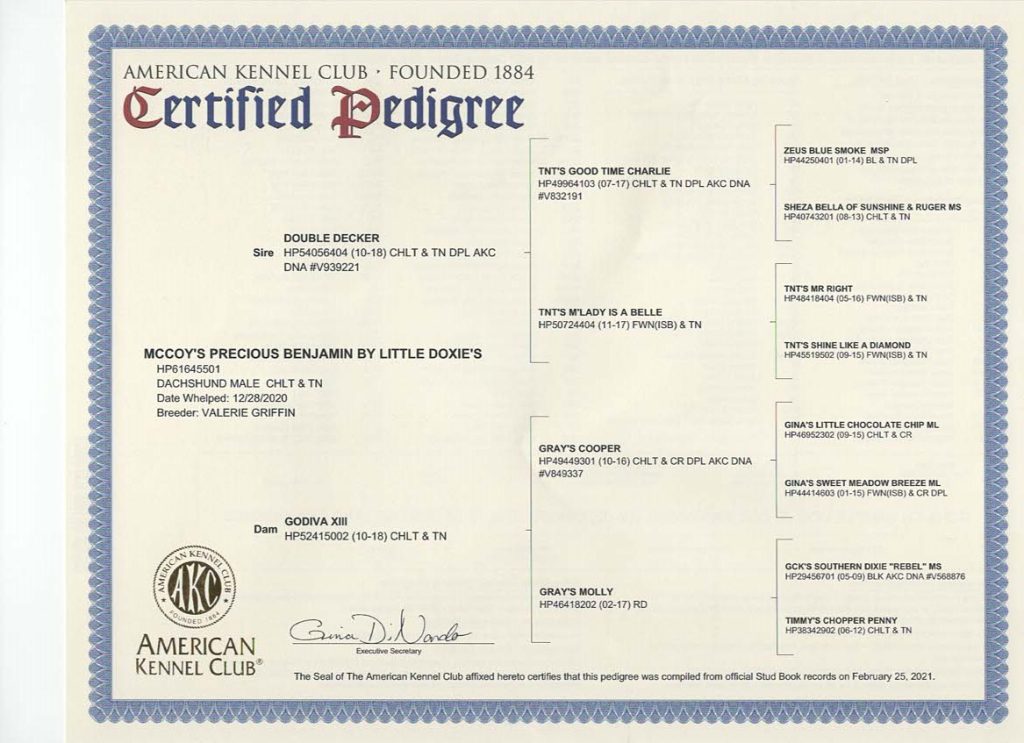 AMERICAN KENNEL CLUB · FOUNDED 1884
Certified Pedigree
ZEUS BLUE SMOKE MSP
HP44250401 (01-14) BL & TN DPL
TNT'S GOOD TIME CHARLIE
HP49964103 (07-17) CHLT & TN DPL AKC DNA
#V832191
SHEZA BELLA OF SUNSHINE & RUGER MS
HP40743201 (08-13) CHLT & TN
DOUBLE DECKER
Sire HP54056404 (10-18) CHLT & TN DPL AKC
DNA #V939221
TNT'S MR RIGHT
HP48418404 (05-16) FWN(ISB) & TN
TNT'S M'LADY IS A BELLE
HP50724404 (11-17) FWN(ISB) & TN
TNT'S SHINE LIKE A DIAMOND
HP45519502 (09-15) FWN(ISB) & TN
MCCOY'S PRECIOUS BENJAMIN BY LITTLE DOXIE'S
HP61645501
DACHSHUND MALE CHLT & TN
Date Whelped: 12/28/2020
Breeder: VALERIE GRIFFIN
GINA'S LITTLE CHOCOLATE CHIP ML
HP46952302 (09-15) CHLT & CR
GRAY'S COOPER
HP49449301 (10-16) CHLT & CR DPL AKC DNA
#V849337
GINA'S SWEET MEADOW BREEZE ML
HP44414603 (01-15) FWN(ISB) & CR DPL
GODIVA XIII
Dam HP52415002 (10-18) CHLT & TN
GCK'S SOUTHERN DIXIE "REBEL" MS
HP29456701 (05-09) BLK AKC DNA #V568876
GRAY'S MOLLY
HP46418202 (02-17) RD
TIMMY'S CHOPPER PENNY
HP38342902 (06-12) CHLT & TN
AMERICAN KENNEL CLUB
AKC
FOUNDED 1884
AMERICAN
KENNEL CLUB®
Gina DiNardo
Executive Secretary
The Seal of The American Kennel Club affixed hereto certifies that this pedigree was compiled from official Stud Book records on February 25, 2021.